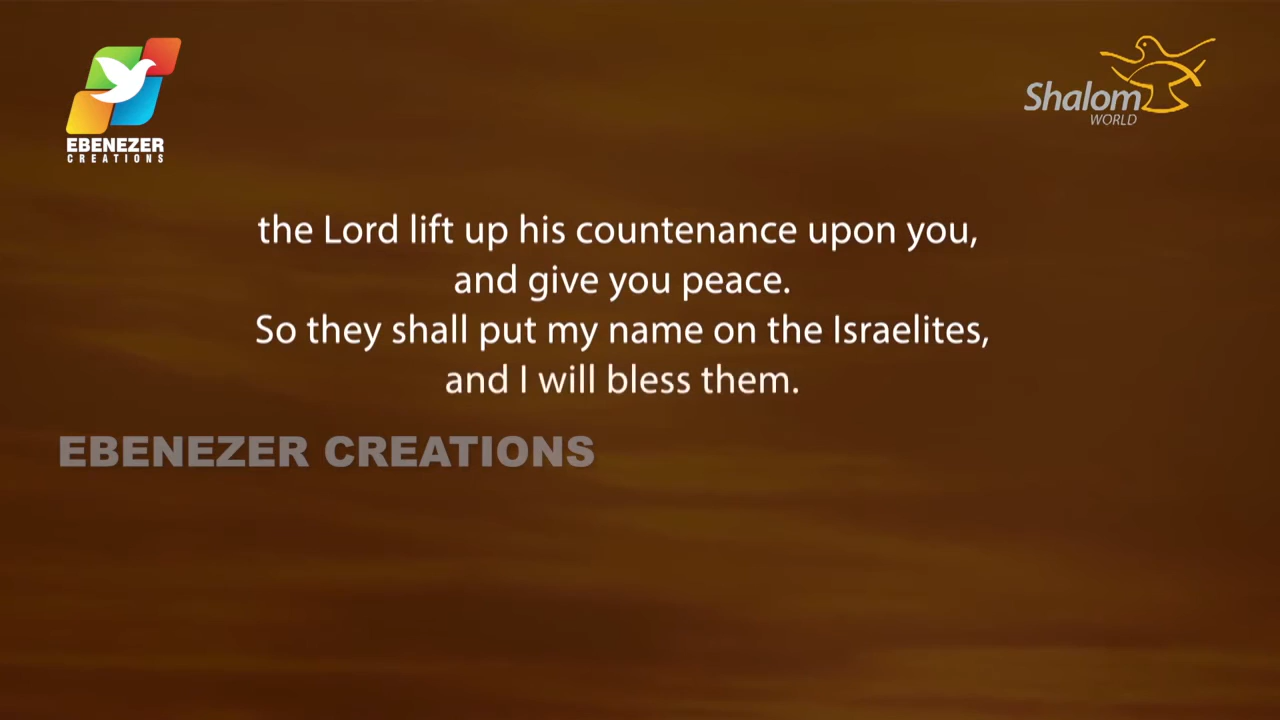 EBENEZER
CREATIONS
Shalom
WORLD
the Lord lift up his countenance upon you,
and give you peace.
So they shall put my name on the Israelites,
and I will bless them.
EBENEZER CREATIONS